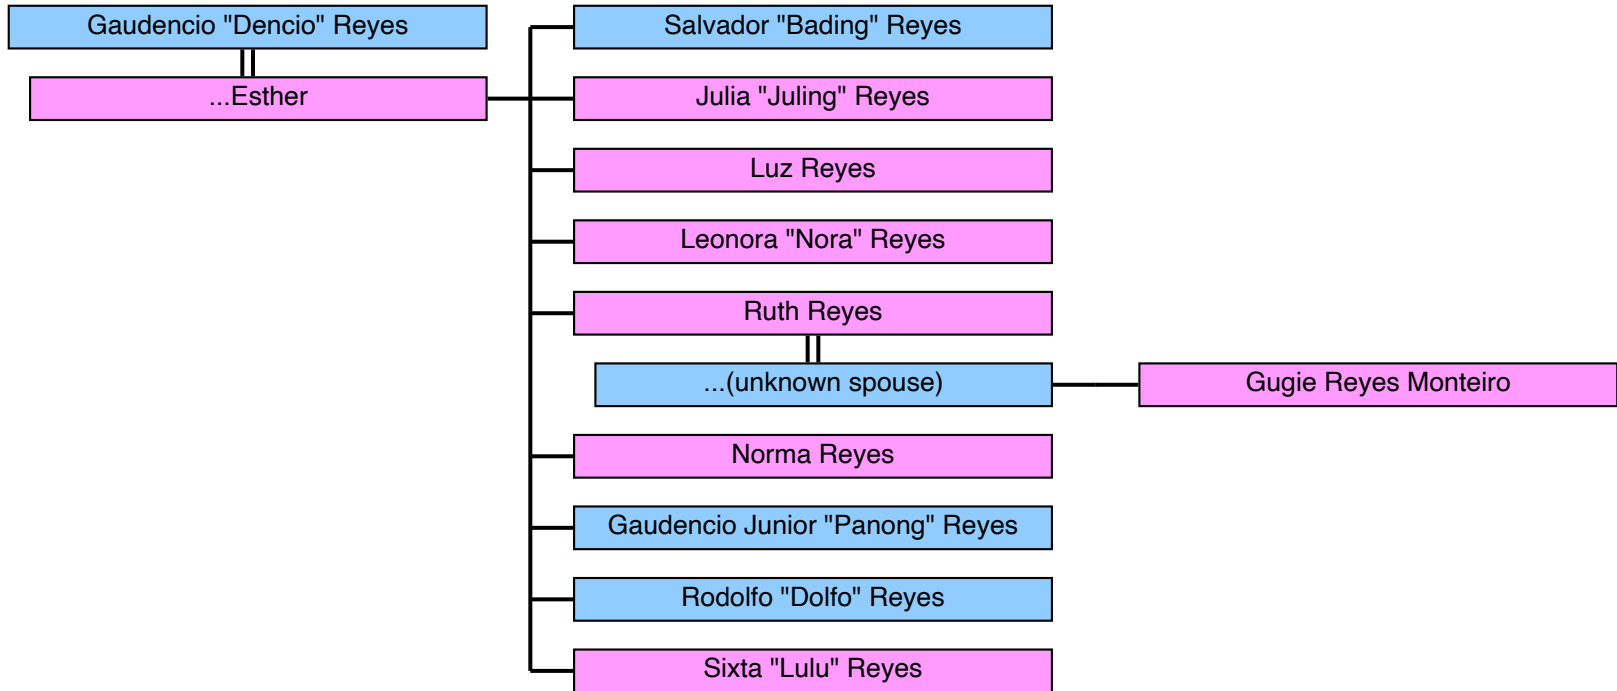 Gaudencio "Dencio" Reyes
...Esther
Salvador "Bading" Reyes
Julia "Juling" Reyes
Luz Reyes
Leonora "Nora" Reyes
Ruth Reyes
...(unknown spouse)
Gugie Reyes Monteiro
Norma Reyes
Gaudencio Junior "Panong" Reyes
Rodolfo "Dolfo" Reyes
Sixta "Lulu" Reyes